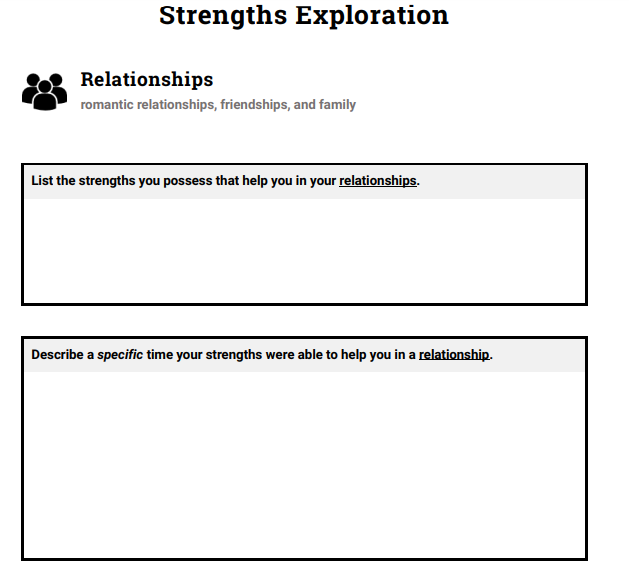 Strengths Exploration
Relationships
romantic relationships, friendships, and family
List the strengths you possess that help you in your relationships.
Describe a specific time your strengths were able to help you in a relationship.